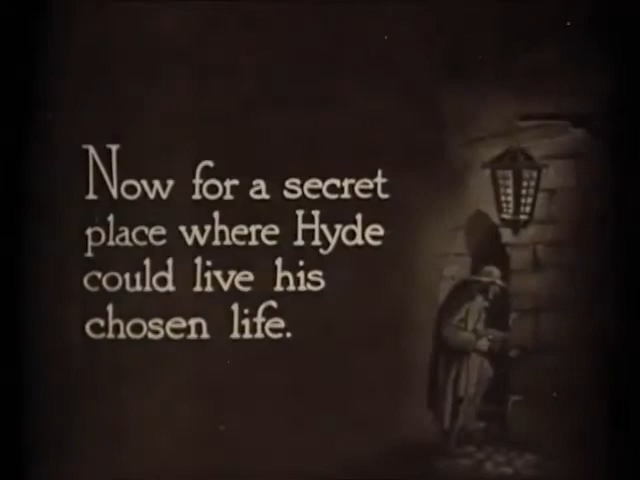 Now for a secret
place where Hyde
could live his
chosen life.